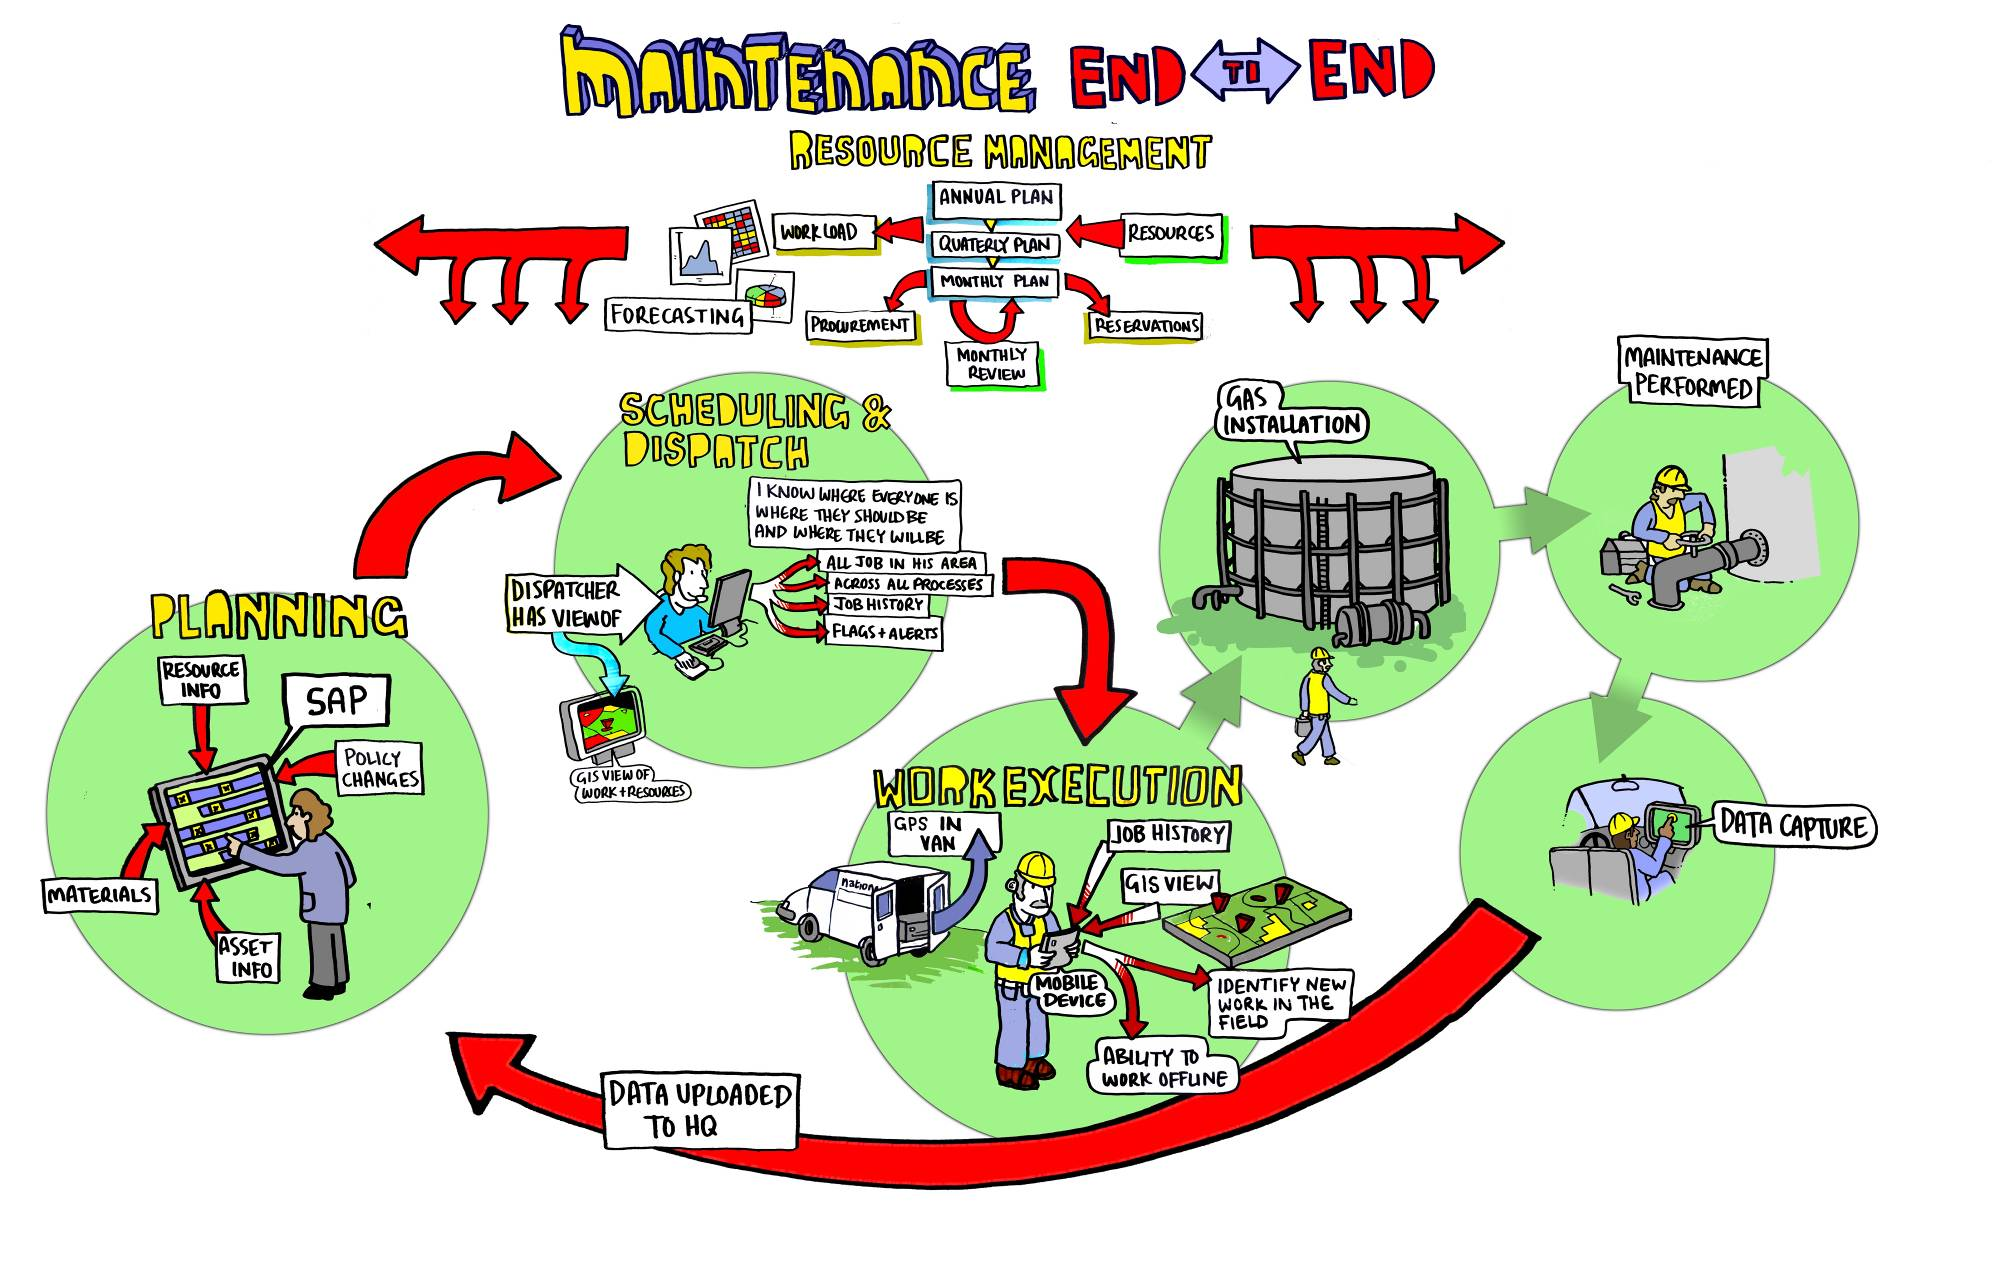 MAINTENANCE END TI END
RESOURCE MANAGEMENT
ANNUAL PLAN
WORKLOAD
QUATERLY PLAN
RESOURCES
MONTHLY PLAN
FORECASTING
PROCUREMENT
RESERVATIONS
MONTHLY
REVIEW
SCHEDULING &
DISPATCH
I KNOW WHERE EVERYONE IS
WHERE THEY SHOULD BE
AND WHERE THEY WILL BE
DISPATCHER
HAS VIEW OF
ALL JOB IN HIS AREA
ACROSS ALL PROCESSES
JOB HISTORY
FLAGS + ALERTS
GIS VIEW OF
WORK + RESOURCES
GAS
INSTALLATION
MAINTENANCE
PERFORMED
PLANNING
RESOURCE
INFO
SAP
POLICY
CHANGES
MATERIALS
ASSET
INFO
WORK EXECUTION
GPS IN
VAN
JOB HISTORY
GIS VIEW
nation
MOBILE
DEVICE
IDENTIFY NEW
WORK IN THE
FIELD
ABILITY TO
WORK OFFLINE
DATA CAPTURE
DATA UPLOADED
TO HQ